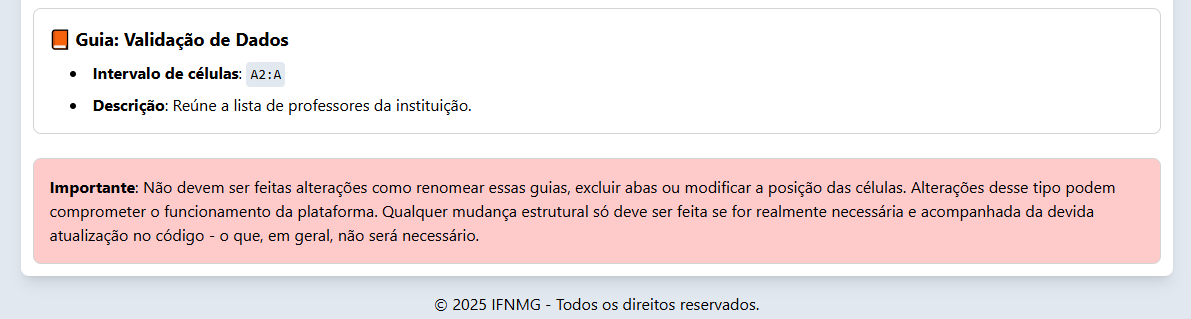 Guia: Validação de Dados
Intervalo de células: A2:A
Descrição: Reúne a lista de professores da instituição.
Importante: Não devem ser feitas alterações como renomear essas guias, excluir abas ou modificar a posição das células. Alterações desse tipo podem
comprometer o funcionamento da plataforma. Qualquer mudança estrutural só deve ser feita se for realmente necessária e acompanhada da devida
atualização no código - o que, em geral, não será necessário.
© 2025 IFNMG - Todos os direitos reservados.